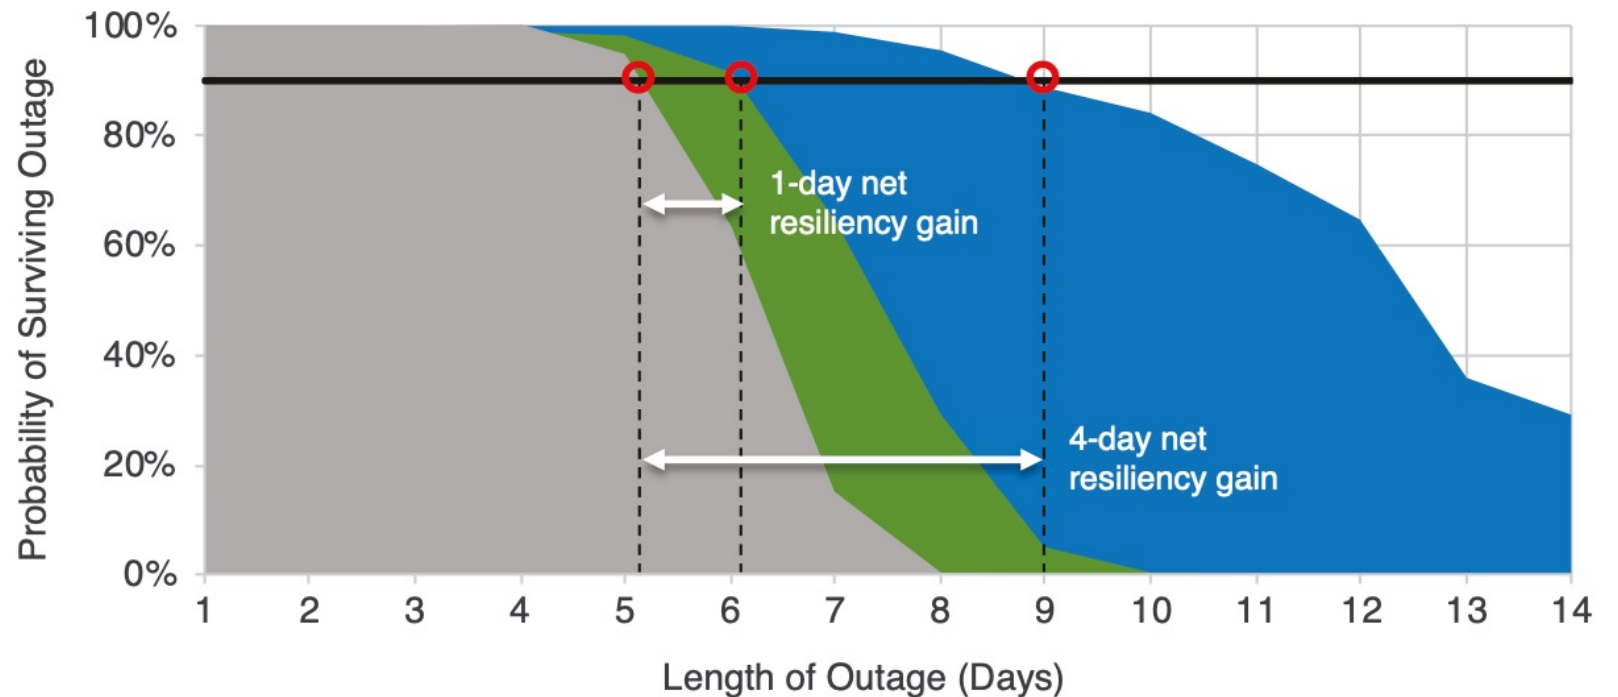 100%
80%
60%
40%
20%
0%
Probability of Surviving Outage
1-day net
resiliency gain
4-day net
resiliency gain
1 2 3 4 5 6 7 8 9 10 11 12 13 14
Length of Outage (Days)